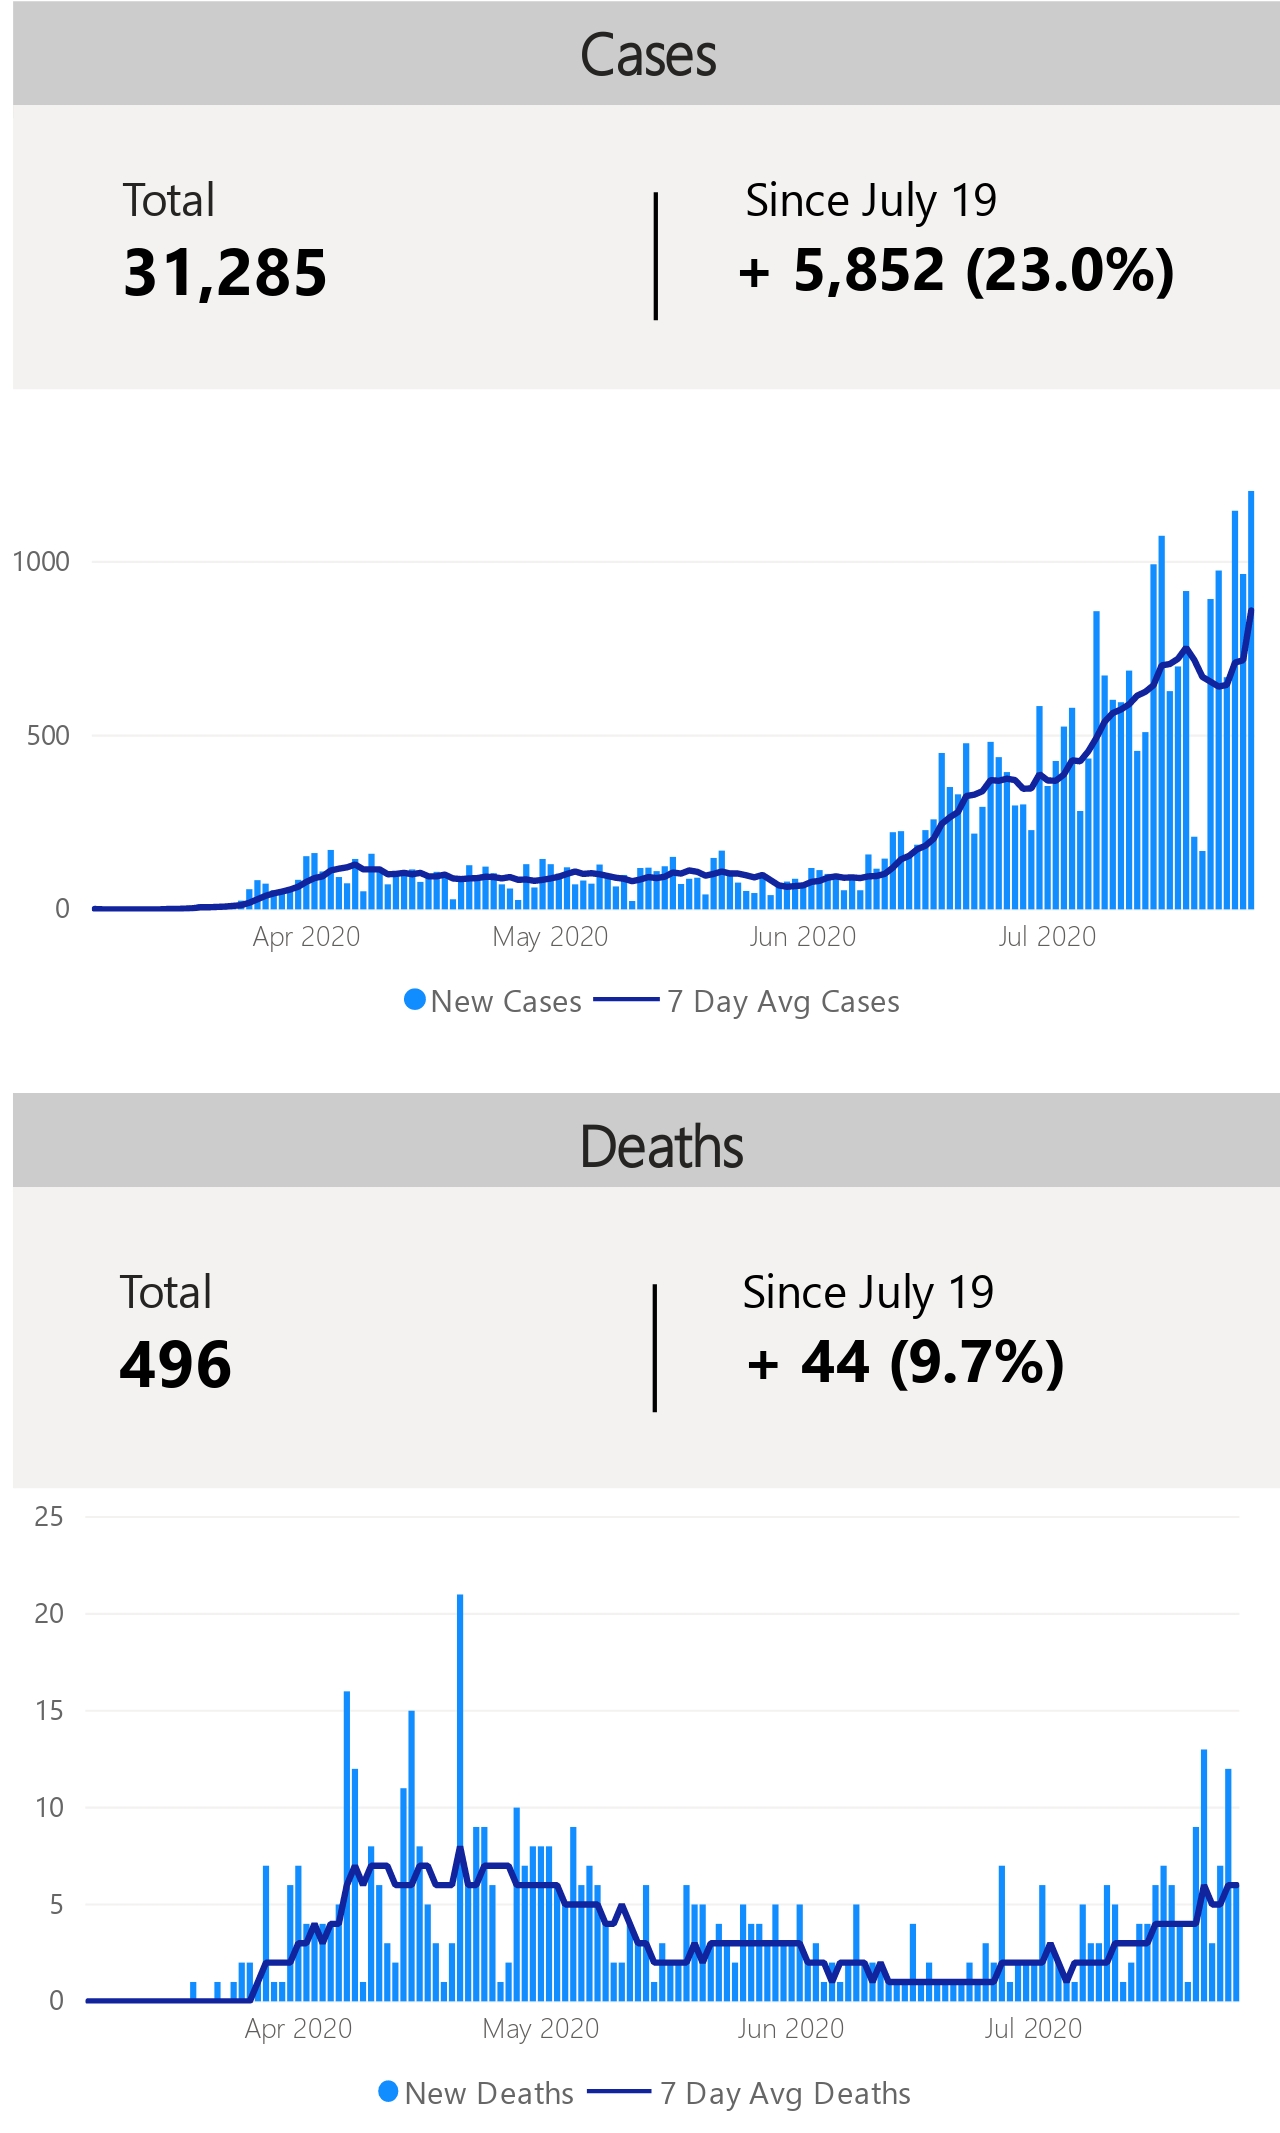 Cases
Total
Since July 19
31,285
+ 5,852 (23.0%)
1000
500
0
Apr 2020
May 2020
Jun 2020
Jul 2020
New Cases
7 Day Avg Cases
Deaths
Total
Since July 19
496
+ 44 (9.7%)
25
20
15
10
5
0
Apr 2020
May 2020
Jun 2020
Jul 2020
New Deaths
7 Day Avg Deaths